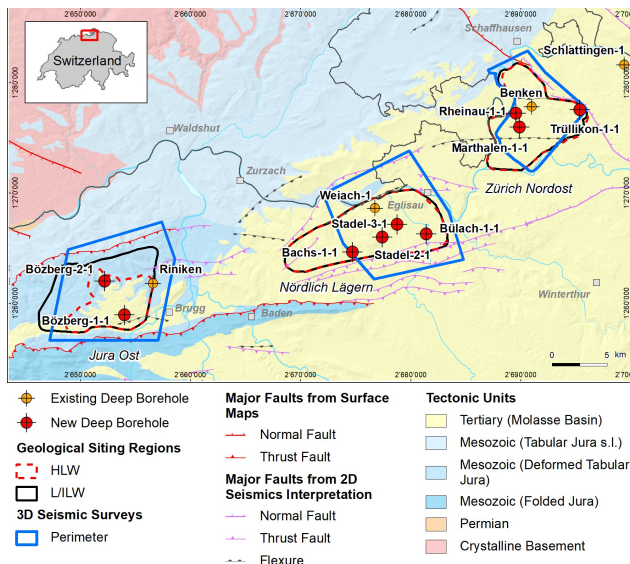 2'650'000
2'660'000
2'670'000
2'680'000
2'690'000
Switzerland
Schaffhausen
Schlattingen-1
1'280'000
Benken
Rheinau-1-1
Trüllikon-1-1
Marthalen-1-1
Waldshut
Zurzach
Zürich Nordost
1'270'000
Weiach-1
Eglisau
Stadel-3-1
Bülach-1-1
Bachs-1-1
Stadel-2-1
Nördlich Lägern
Bözberg-2-1
Riniken
Winterthur
Bözberg-1-1
Brugg
Baden
1'260'000
Jura Ost
0
5
km
2'650'000
2'660'000
2'670'000
2'680'000
2'690'000
2'70
Existing Deep Borehole
New Deep Borehole
Geological Siting Regions
HLW
L/ILW
3D Seismic Surveys
Perimeter
Major Faults from Surface
Maps
Normal Fault
Thrust Fault
Major Faults from 2D
Seismics Interpretation
Normal Fault
Thrust Fault
Flexure
Tectonic Units
Tertiary (Molasse Basin)
Mesozoic (Tabular Jura s.l.)
Mesozoic (Deformed Tabular
Jura)
Mesozoic (Folded Jura)
Permian
Crystalline Basement